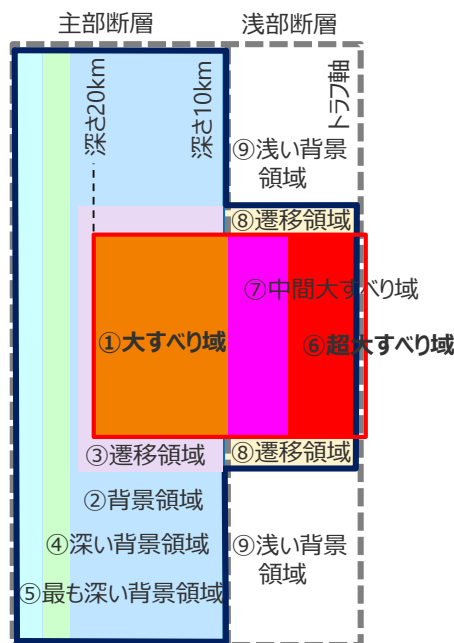 主部断層
浅部断層
深さ20km
深さ10km
トラフ軸
⑨浅い背景
領域
⑧遷移領域
⑦中間大すべり域
①大すべり域
⑥超大すべり域
③遷移領域
⑧遷移領域
②背景領域
④深い背景領域
⑨浅い背景
領域
⑤最も深い背景領域